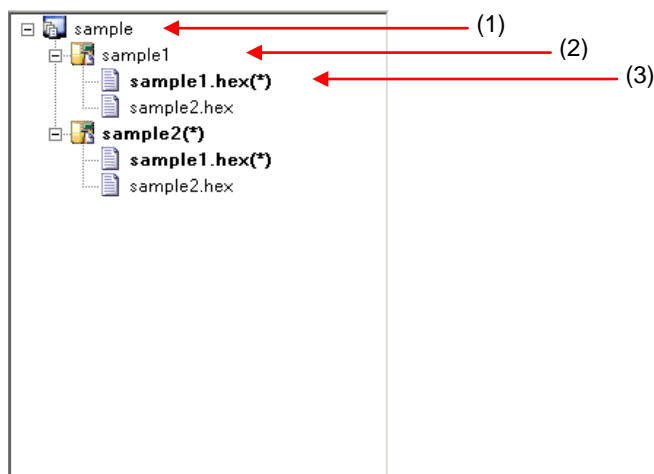 sample (1)
sample1 (2)
sample1.hex(*) (3)
sample2.hex
sample2(*)
sample1.hex(*)
sample2.hex